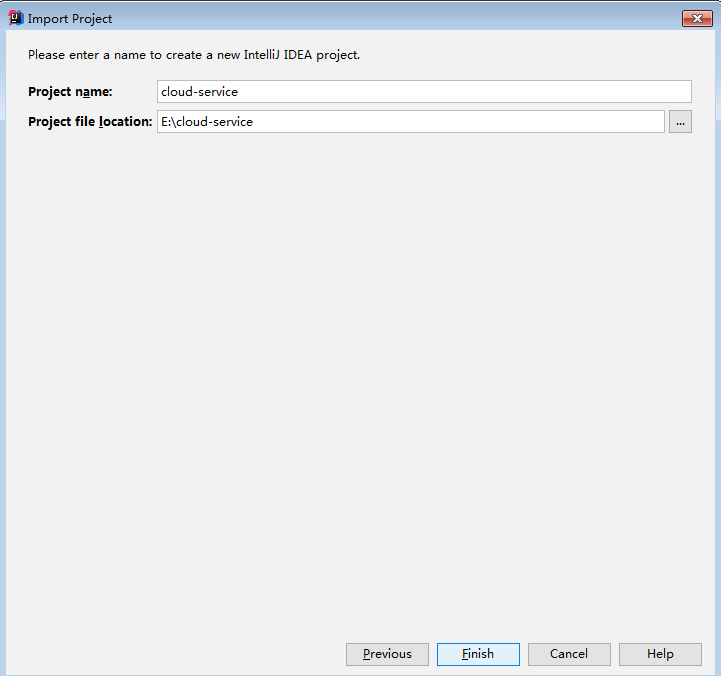 Import Project
Please enter a name to create a new IntelliJ IDEA project.
Project name: cloud-service
Project file location: E:\cloud-service ...
Previous Finish Cancel Help